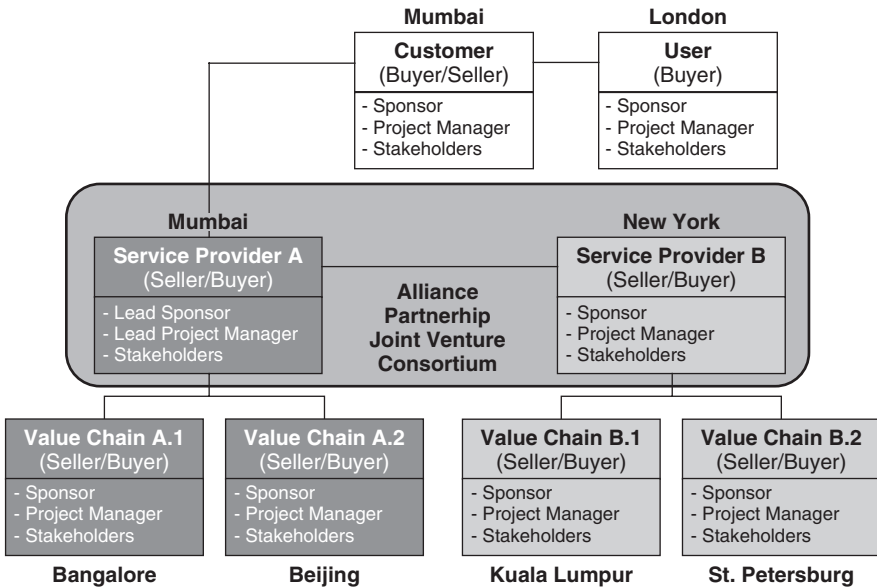 Mumbai
Customer
(Buyer/Seller)
- Sponsor
- Project Manager
- Stakeholders
London
User
(Buyer)
- Sponsor
- Project Manager
- Stakeholders
Mumbai
Service Provider A
(Seller/Buyer)
- Lead Sponsor
- Lead Project Manager
- Stakeholders
Alliance
Partnerhip
Joint Venture
Consortium
New York
Service Provider B
(Seller/Buyer)
- Sponsor
- Project Manager
- Stakeholders
Value Chain A.1
(Seller/Buyer)
- Sponsor
- Project Manager
- Stakeholders
Bangalore
Value Chain A.2
(Seller/Buyer)
- Sponsor
- Project Manager
- Stakeholders
Beijing
Value Chain B.1
(Seller/Buyer)
- Sponsor
- Project Manager
- Stakeholders
Kuala Lumpur
Value Chain B.2
(Seller/Buyer)
- Sponsor
- Project Manager
- Stakeholders
St. Petersburg